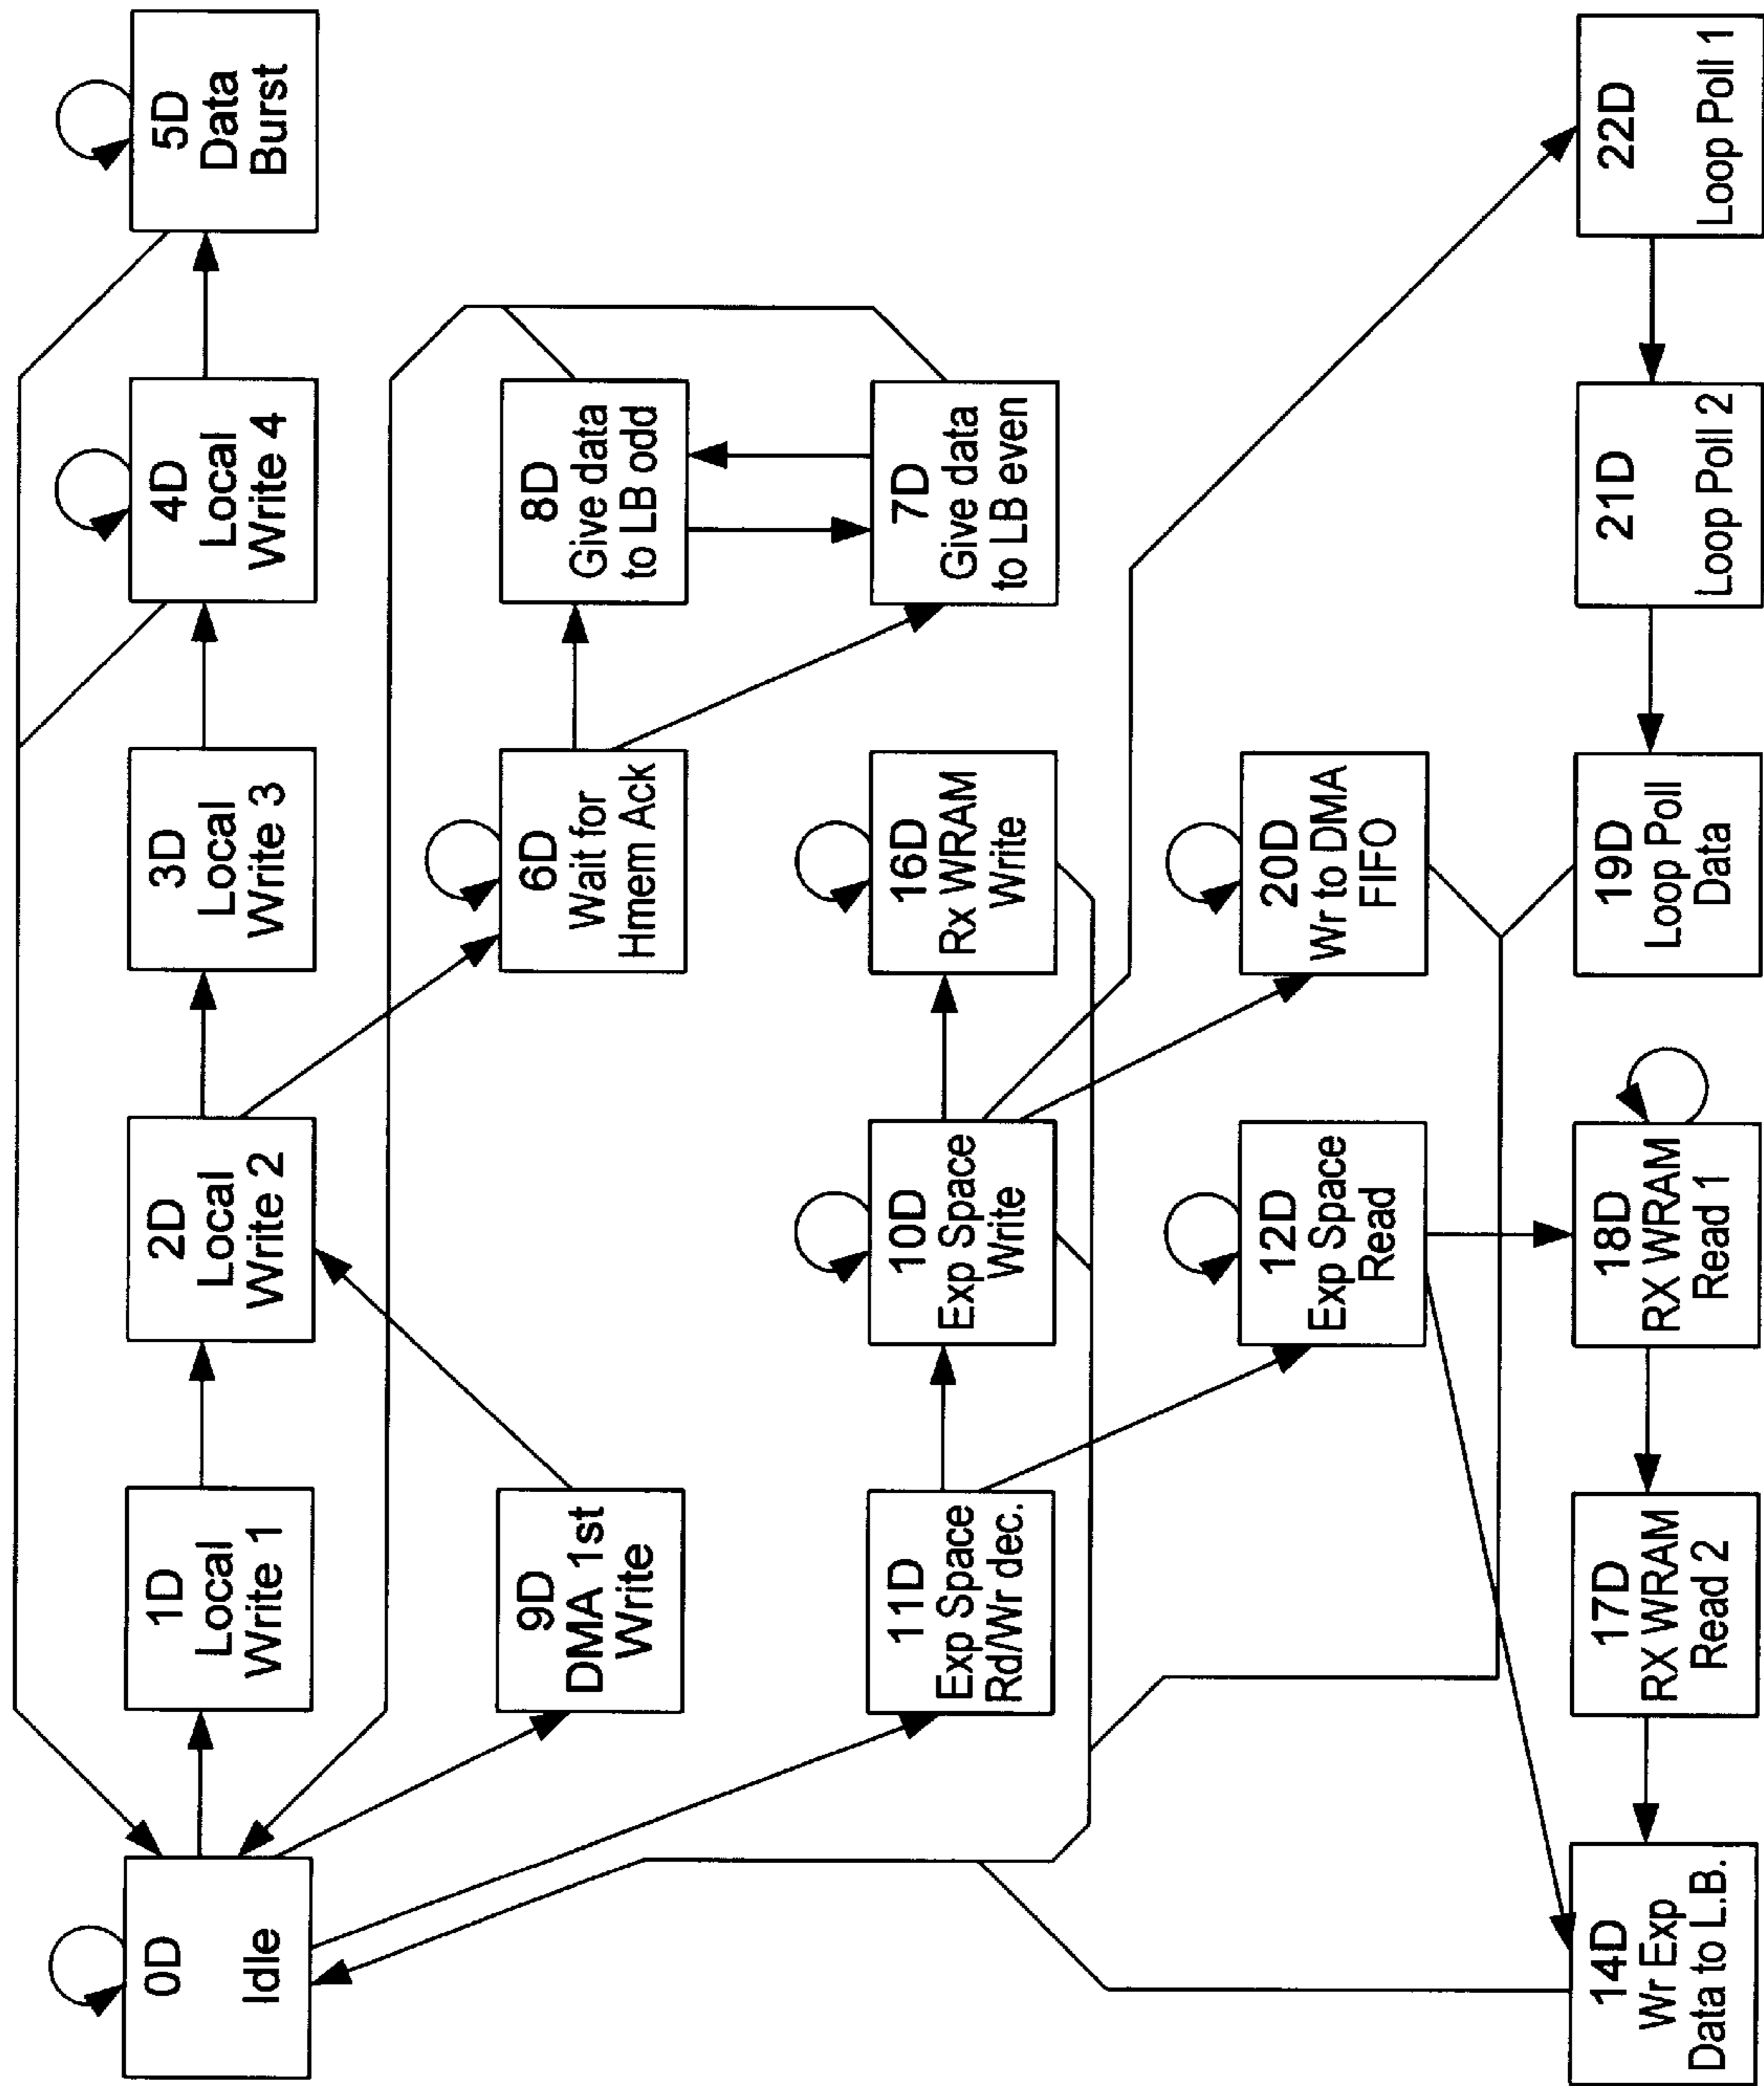 0D
Idle
1D
Local
Write 1
2D
Local
Write 2
3D
Local
Write 3
4D
Local
Write 4
5D
Data
Burst
9D
DMA 1st
Write
6D
Wait for
Hmem Ack
8D
Give data
to LB odd
11D
Exp Space
Rd/Wr dec.
10D
Exp Space
Write
16D
Rx WRAM
Write
7D
Give data
to LB even
12D
Exp Space
Read
20D
Wr to DMA
FIFO
14D
Wr Exp
Data to L.B.
17D
RX WRAM
Read 2
18D
RX WRAM
Read 1
19D
Loop Poll
Data
21D
Loop Poll 2
22D
Loop Poll 1